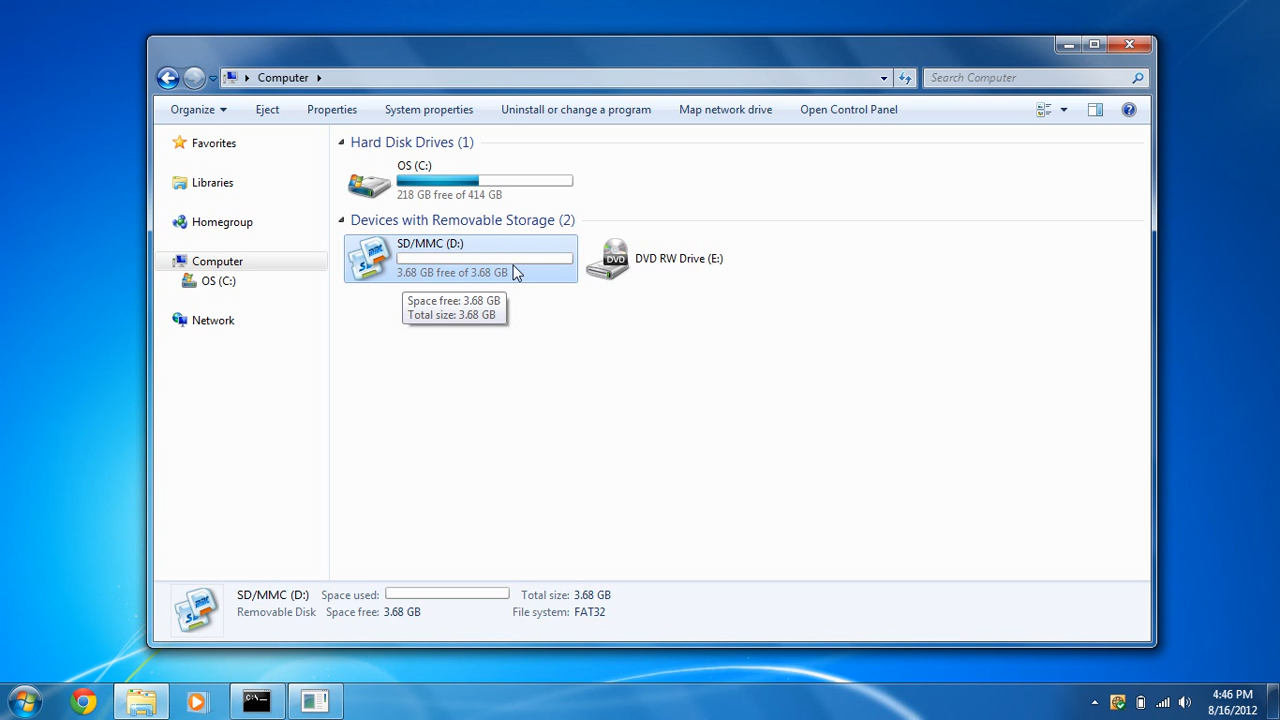 Computer
Search Computer
Organize Eject Properties System properties Uninstall or change a program Map network drive Open Control Panel
Favorites
Libraries
Homegroup
Computer
OS (C:)
Network
Hard Disk Drives (1)
OS (C:)
218 GB free of 414 GB
Devices with Removable Storage (2)
SD/MMC (D:)
3.68 GB free of 3.68 GB
DVD
DVD RW Drive (E:)
Space free: 3.68 GB
Total size: 3.68 GB
SD/MMC (D:) Space used: Total size: 3.68 GB
Removable Disk Space free: 3.68 GB File system: FAT32
C:\_
4:46 PM
8/16/2012